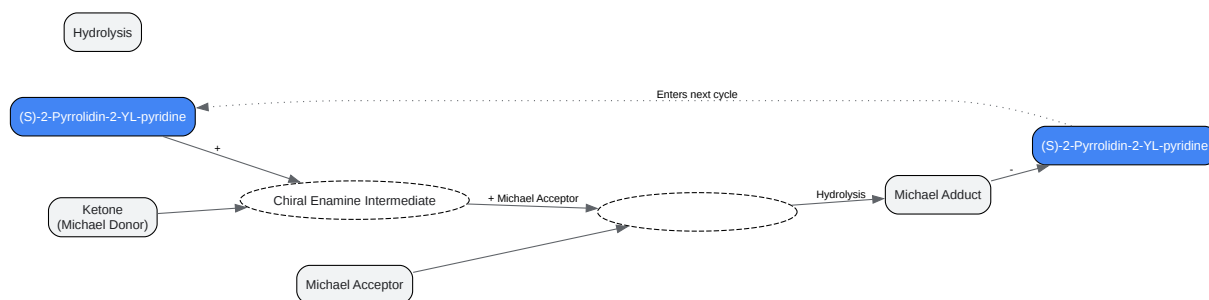 Hydrolysis
Enters next cycle
(S)-2-Pyrrolidin-2-YL-pyridine
(S)-2-Pyrrolidin-2-YL-pyridine
+
-
Chiral Enamine Intermediate
+ Michael Acceptor
Hydrolysis
Michael Adduct
Ketone
(Michael Donor)
Michael Acceptor